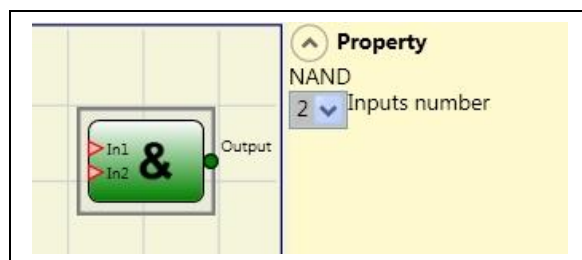 Property
NAND
2 Inputs number
In1
In2
&
Output